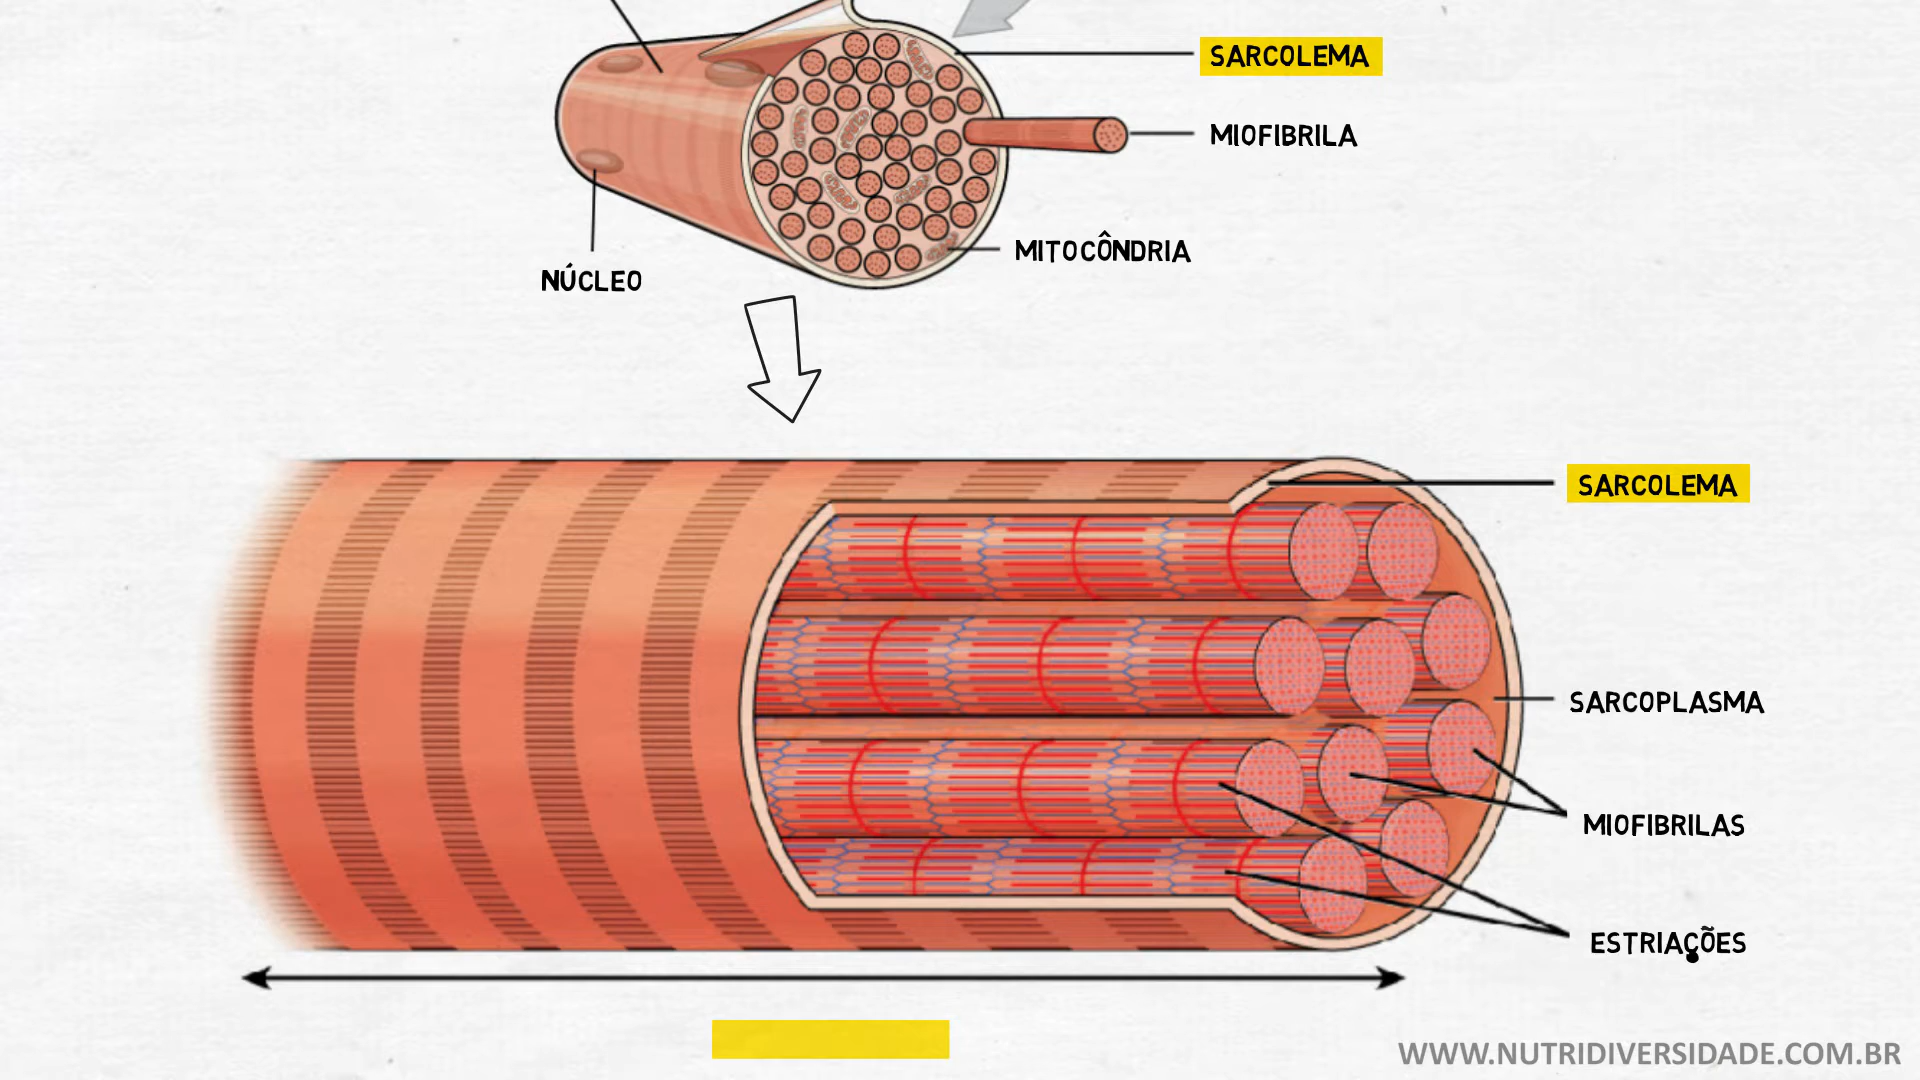 SARCOLEMA
MIOFIBRILA
MITOCÔNDRIA
NÚCLEO
SARCOLEMA
SARCOPLASMA
MIOFIBRILAS
ESTRIAÇÕES
WWW.NUTRIDIVERSIDADE.COM.BR